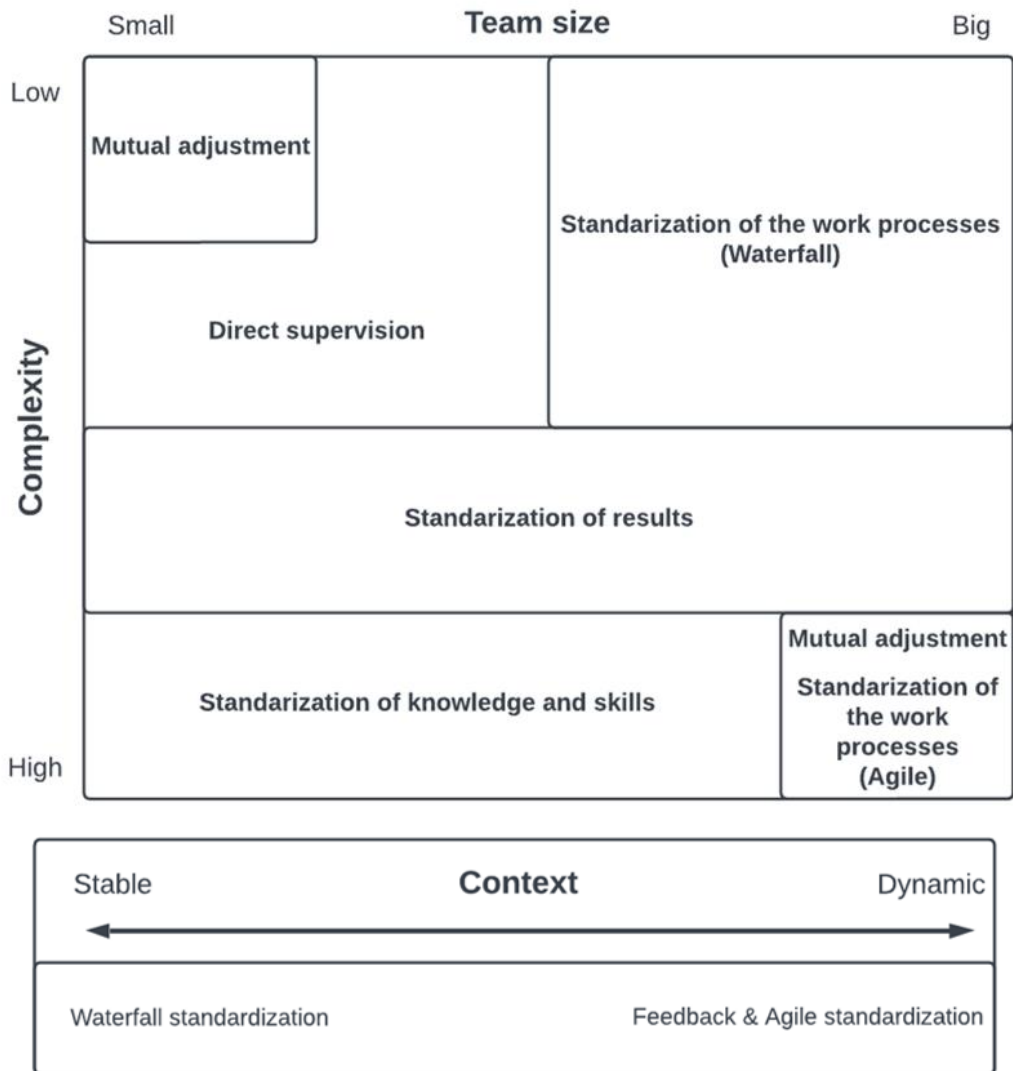 Small Team size Big
Low
Mutual adjustment
Standarization of the work processes
(Waterfall)
Direct supervision
Complexity
Standarization of results
Mutual adjustment
Standarization of knowledge and skills
Standarization of
the work
processes
(Agile)
High
Stable Context Dynamic
Waterfall standardization Feedback & Agile standardization